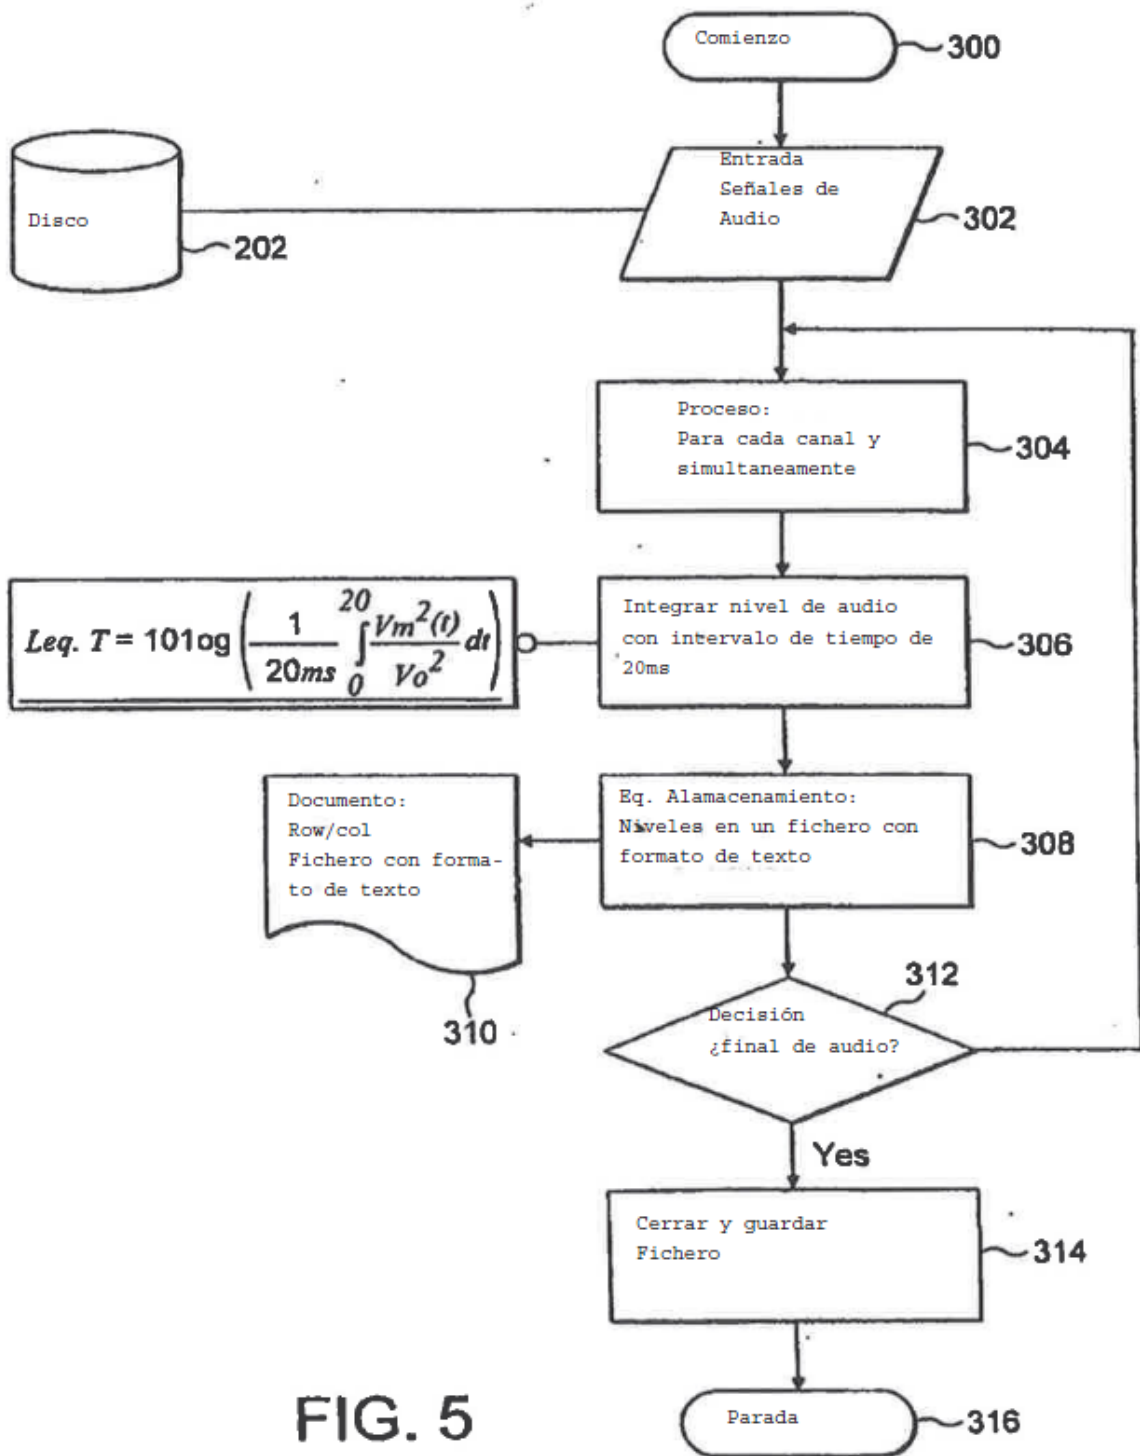 Comienzo
300
Entrada
Señales de
Audio
302
Disco
202
Proceso:
Para cada canal y
simultaneamente
304
Leq. T = 101og ( 1 / 20ms ∫ 0 20 Vm²(t) / Vo² dt )
Integrar nivel de audio
con intervalo de tiempo de
20ms
306
Eq. Alamacenamiento:
Niveles en un fichero con
formato de texto
308
Documento:
Row/col
Fichero con forma-
to de texto
310
312
Decisión
¿final de audio?
Yes
Cerrar y guardar
Fichero
314
Parada
316
FIG. 5